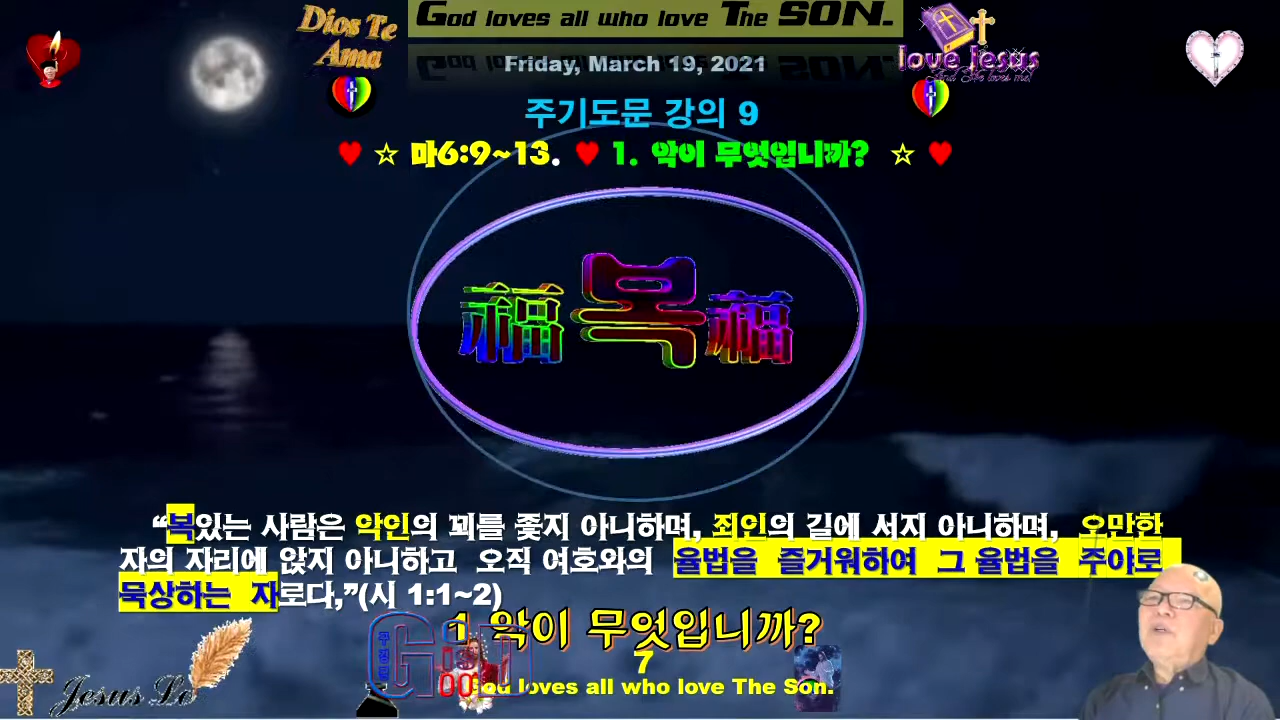 God loves all who love The SON.
Dios Te Ama
love Jesus
And He loves me!
Friday, March 19, 2021
주기도문 강의 9
♥ ☆ 마6:9~13. ♥ 1. 악이 무엇입니까? ☆ ♥
福 복 福
“복있는 사람은 악인의 꾀를 좇지 아니하며, 죄인의 길에 서지 아니하며, 오만한
자의 자리에 앉지 아니하고 오직 여호와의 율법을 즐거워하여 그 율법을 주야로
묵상하는 자로다,”(시 1:1~2)
1. 악이 무엇입니까?
7
God loves all who love The Son.
God
is
Jesus